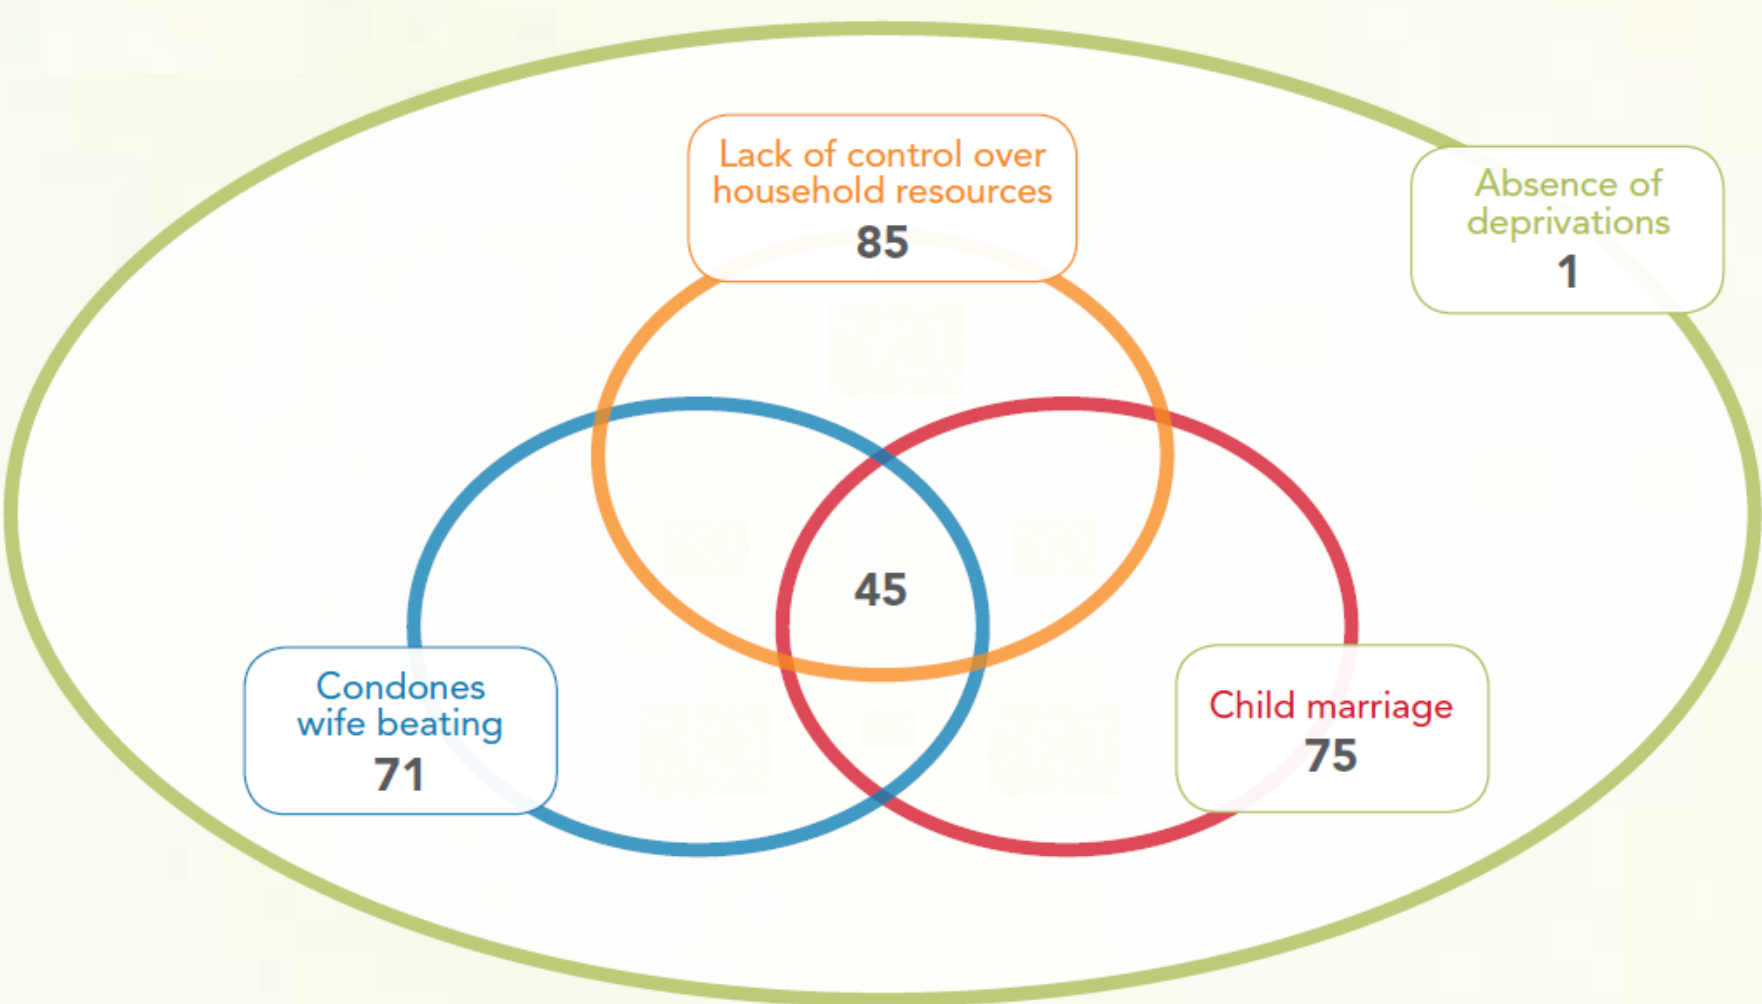 Lack of control over
household resources
85
Absence of
deprivations
1
45
Condones
wife beating
71
Child marriage
75